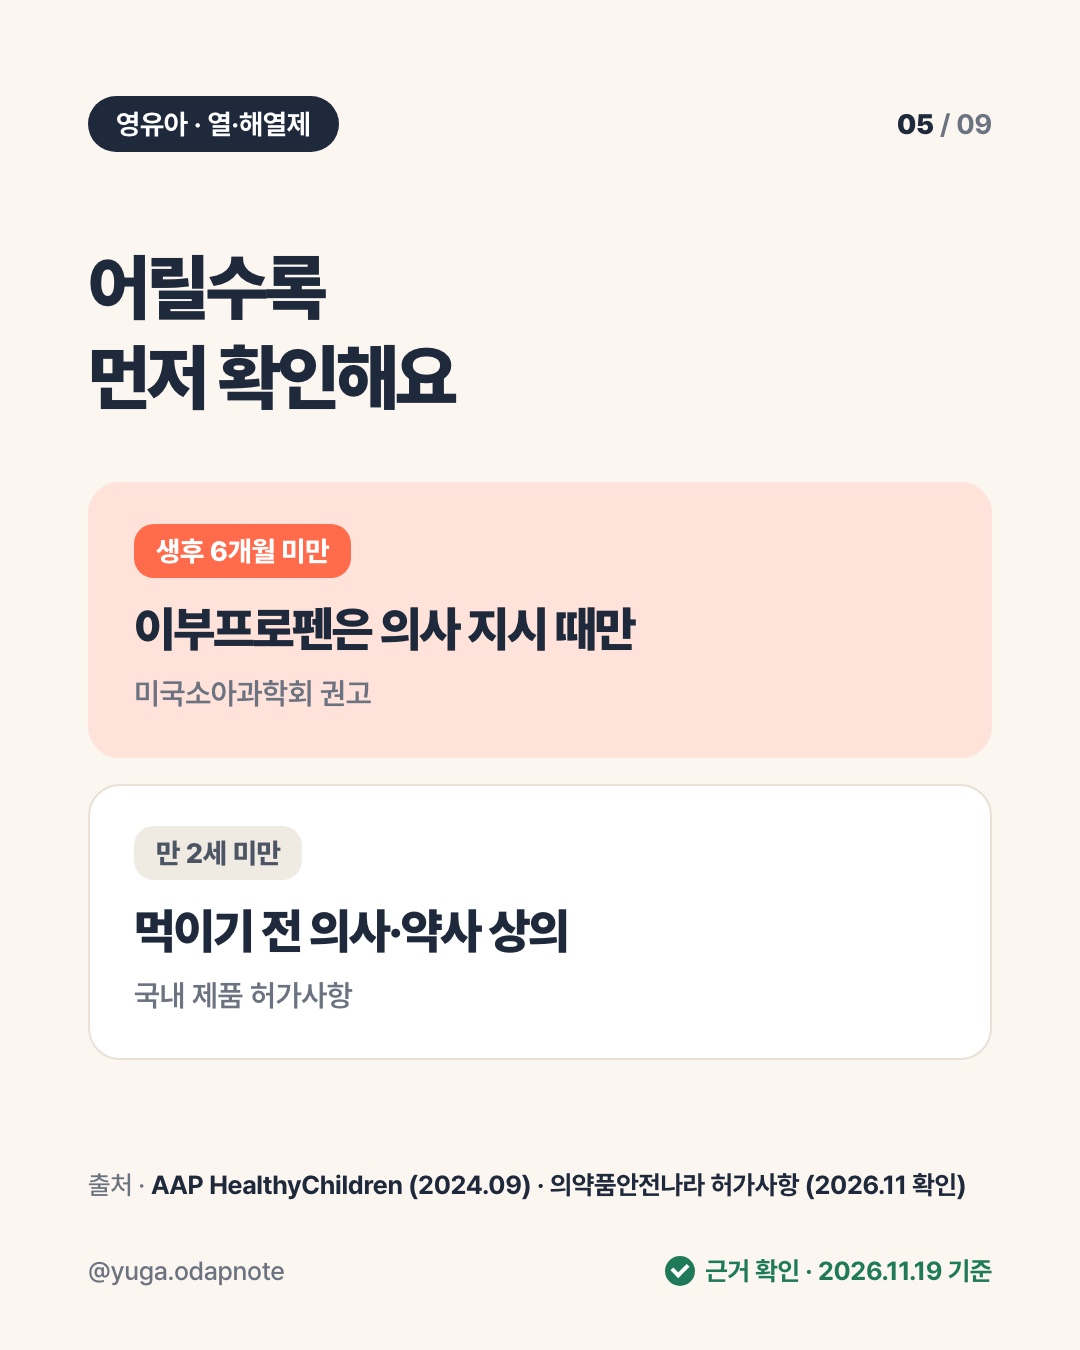 영유아 · 열·해열제
05 / 09
어릴수록
먼저 확인해요
생후 6개월 미만
이부프로펜은 의사 지시 때만
미국소아과학회 권고
만 2세 미만
먹이기 전 의사·약사 상의
국내 제품 허가사항
출처 · AAP HealthyChildren (2024.09) · 의약품안전나라 허가사항 (2026.11 확인)
@yuga.odapnote
근거 확인 · 2026.11.19 기준